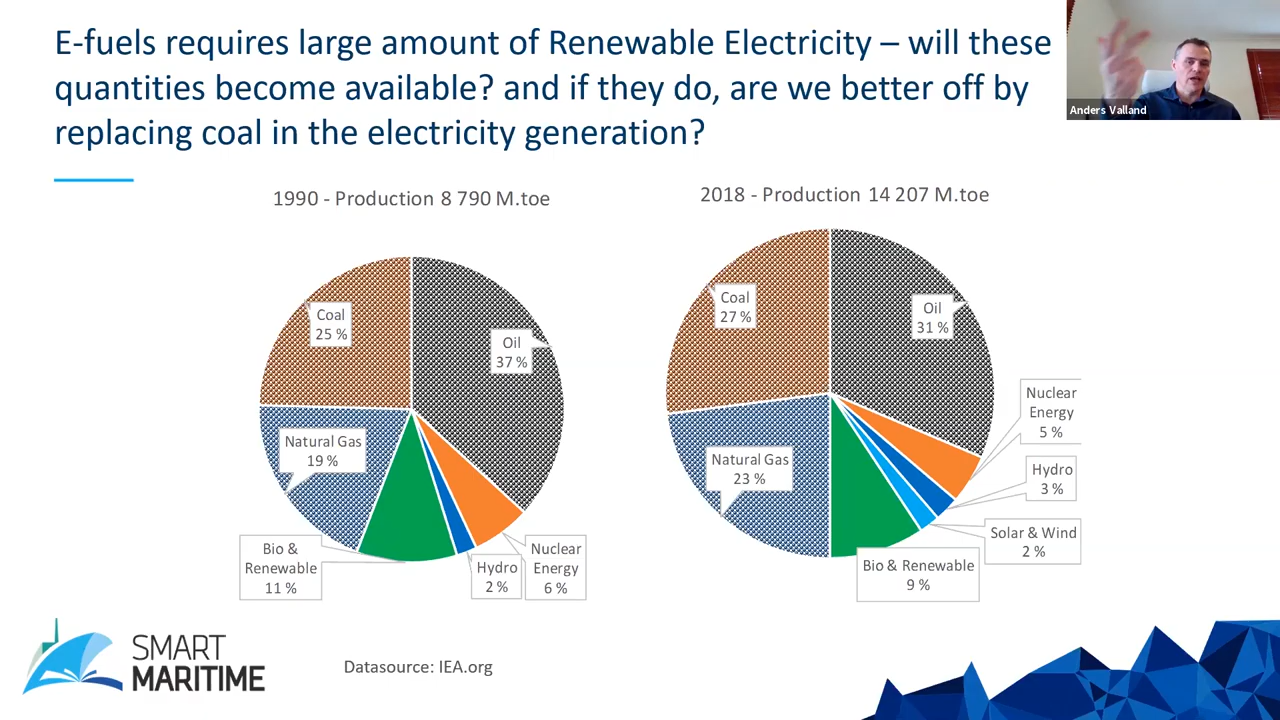 E-fuels requires large amount of Renewable Electricity – will these
quantities become available? and if they do, are we better off by
replacing coal in the electricity generation?
Anders Valland
1990 - Production 8 790 M.toe
Coal
25 %
Oil
37 %
Natural Gas
19 %
Bio &
Renewable
11 %
Hydro
2 %
Nuclear
Energy
6 %
2018 - Production 14 207 M.toe
Coal
27 %
Oil
31 %
Nuclear
Energy
5 %
Natural Gas
23 %
Hydro
3 %
Solar & Wind
2 %
Bio & Renewable
9 %
SMART
MARITIME
Datasource: IEA.org